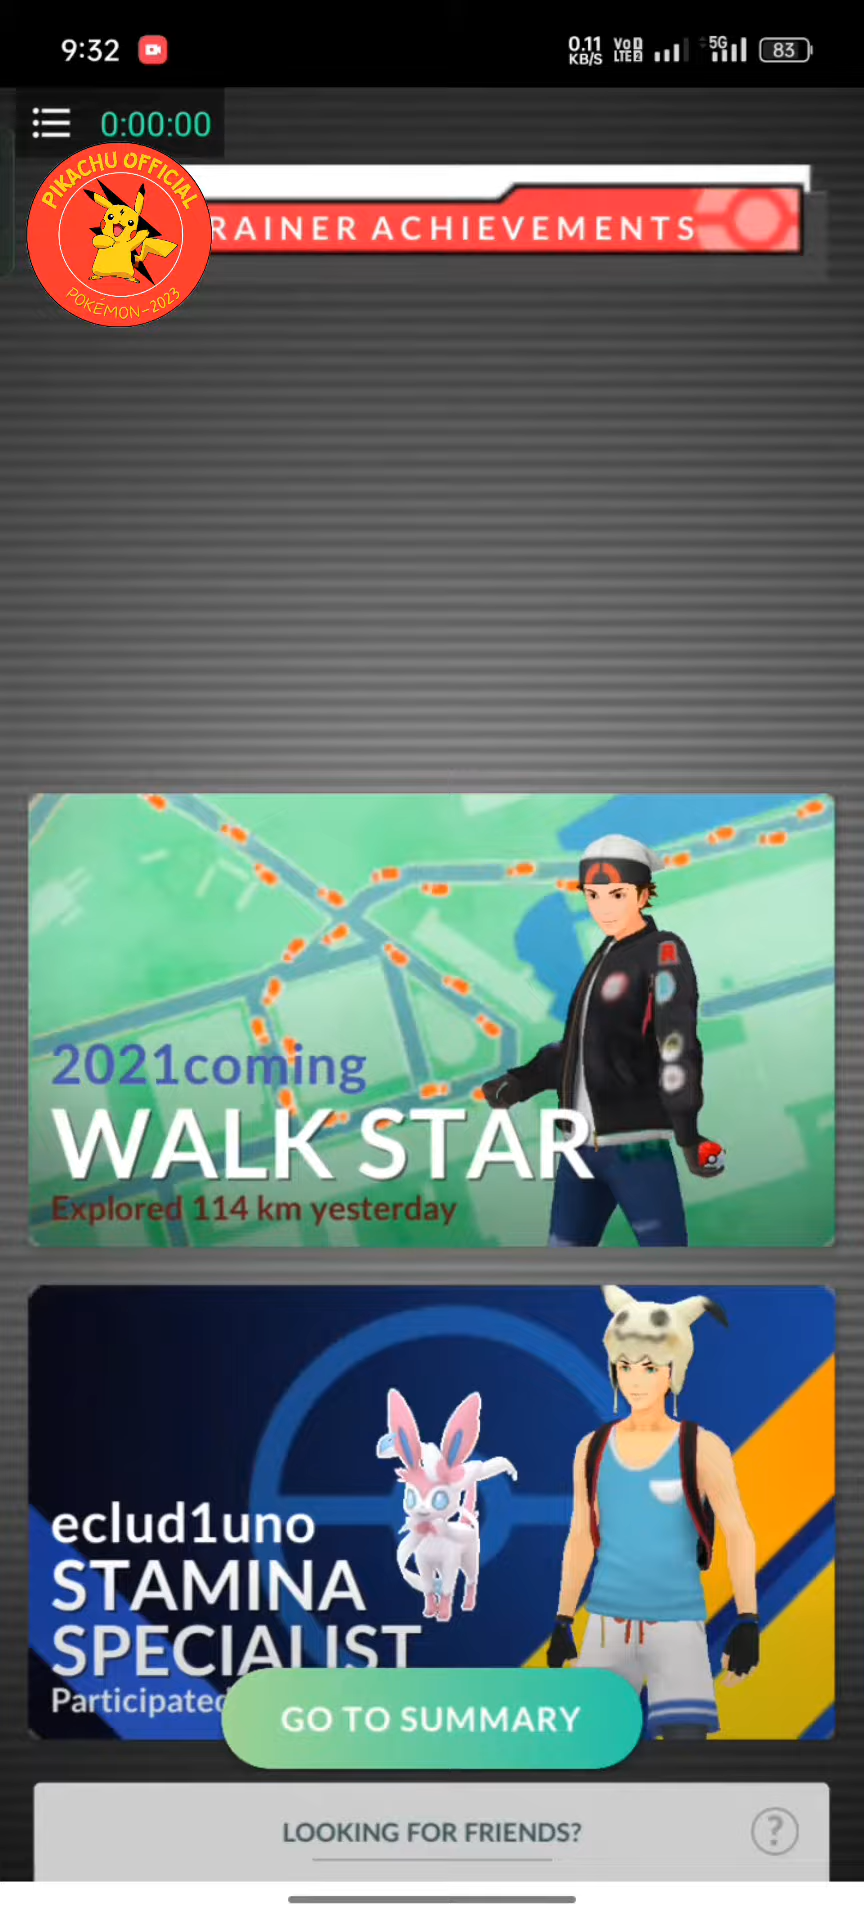 9:32
0.11
KB/S
VoD
LTE2
5G
83
0:00:00
PIKACHU OFFICIAL
POKÉMON-2023
RAINER ACHIEVEMENTS
2021coming
WALK STAR
Explored 114 km yesterday
eclud1uno
STAMINA
SPECIALIST
Participated
GO TO SUMMARY
LOOKING FOR FRIENDS?
?